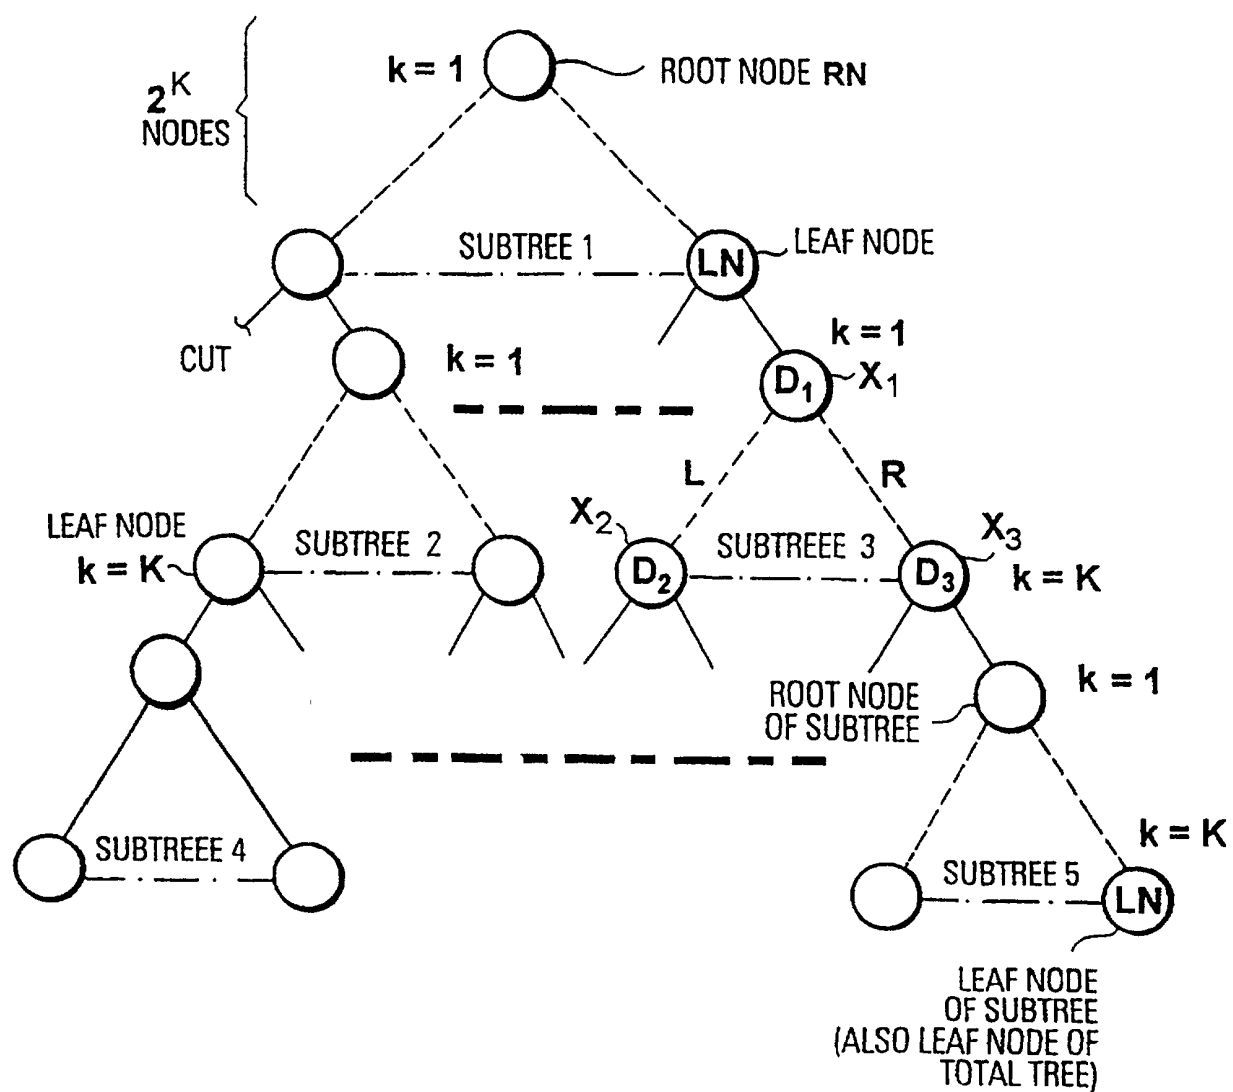 k = 1
ROOT NODE RN
2^K
NODES
SUBTREE 1
LN
LEAF NODE
CUT
k = 1
k = 1
D₁
X₁
L
R
LEAF NODE
k = K
SUBTREE 2
X₂
D₂
SUBTREEE 3
D₃
X₃
k = K
ROOT NODE
OF SUBTREE
k = 1
SUBTREEE 4
k = K
SUBTREE 5
LN
LEAF NODE
OF SUBTREE
(ALSO LEAF NODE OF
TOTAL TREE)